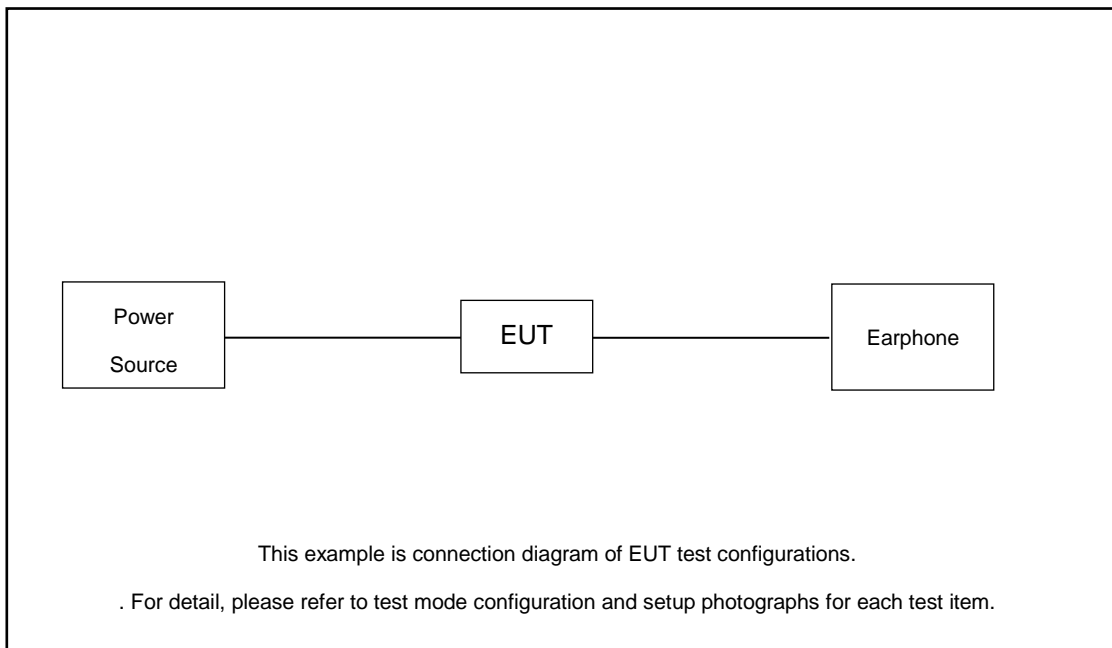 Power
Source
EUT
Earphone
This example is connection diagram of EUT test configurations.
. For detail, please refer to test mode configuration and setup photographs for each test item.